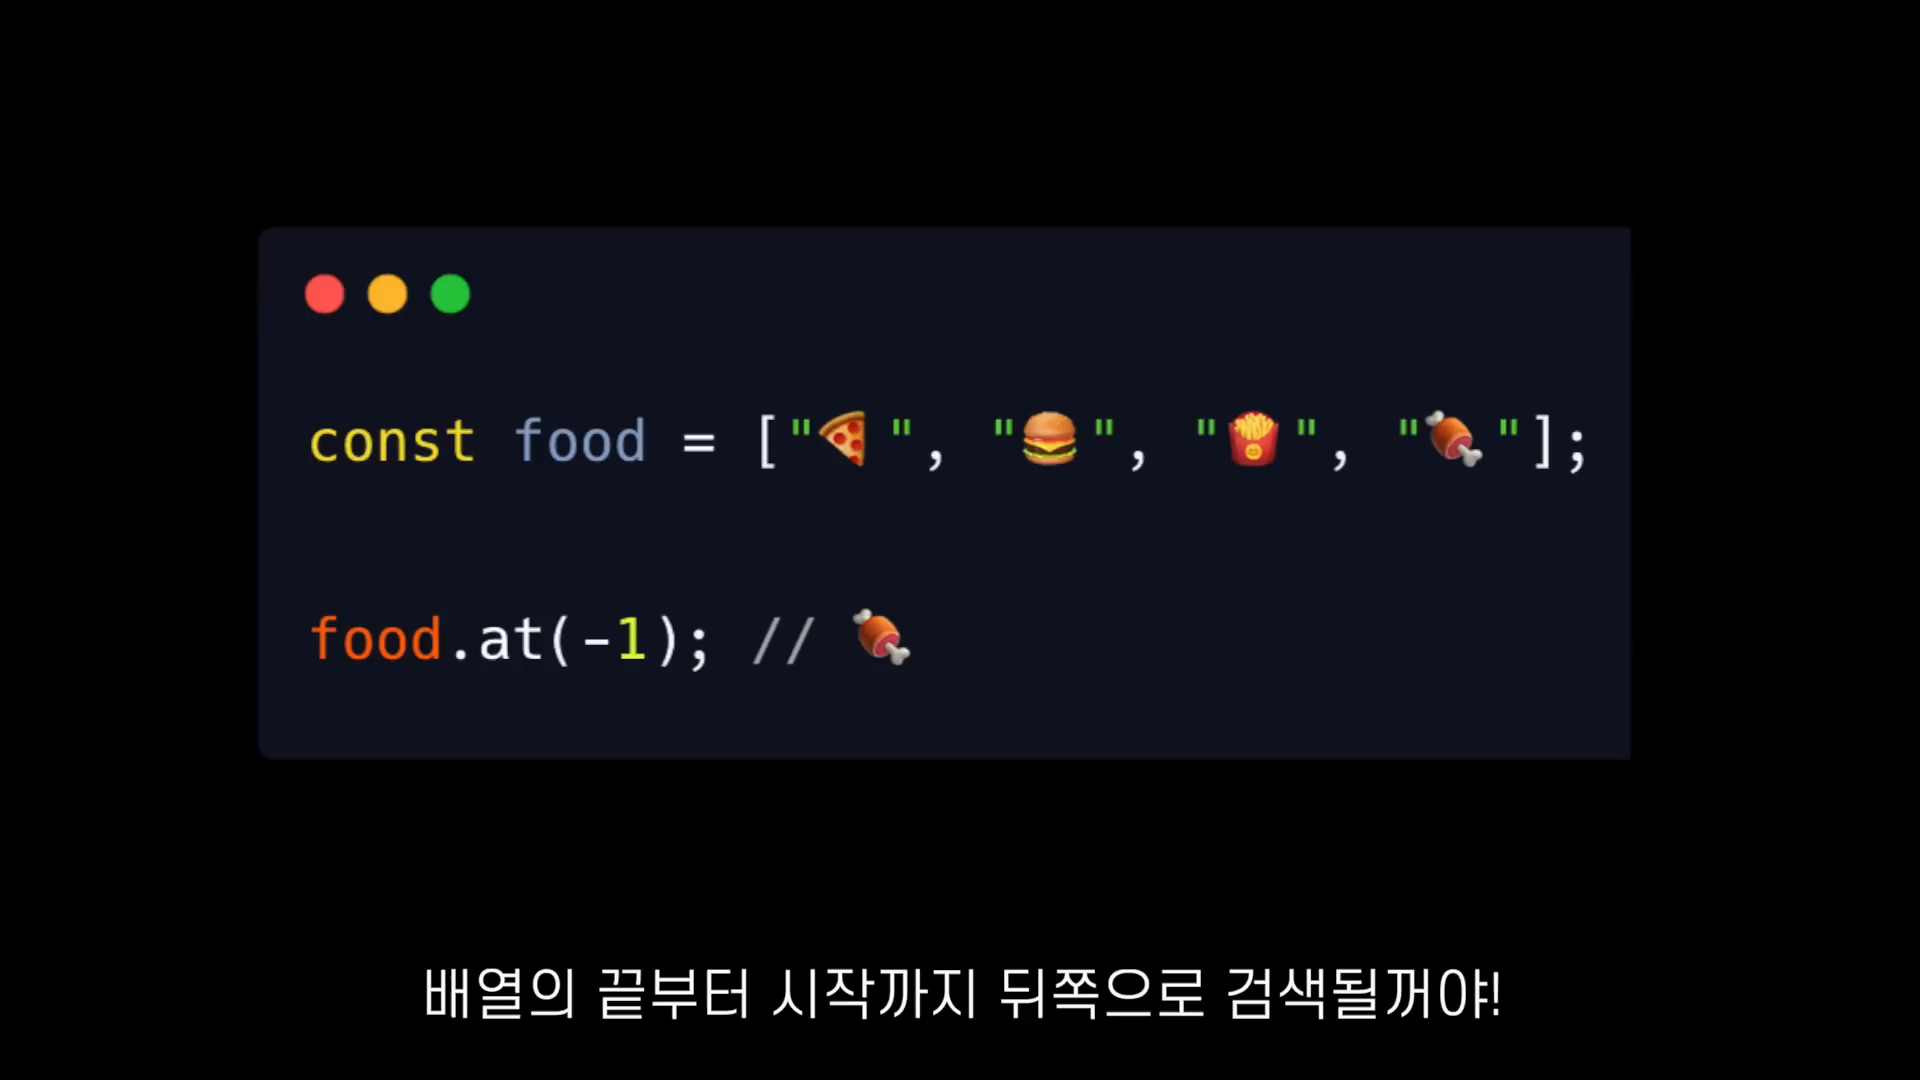 const food = ["🍕", "🍔", "🍟", "🍖"];
food.at(-1); // 🍖
배열의 끝부터 시작까지 뒤쪽으로 검색될꺼야!